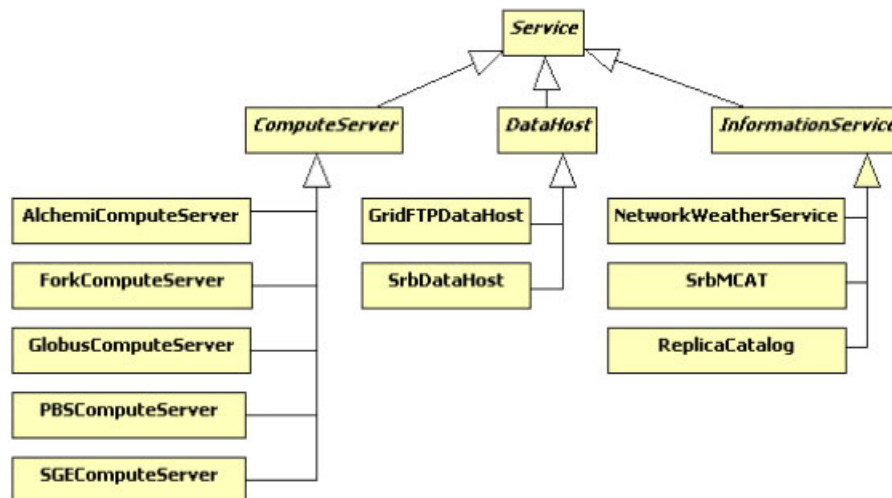 Service
ComputeServer
DataHost
InformationService
AlchemiComputeServer
GridFTPDataHost
NetworkWeatherService
ForkComputeServer
SrbDataHost
SrbMCAT
GlobusComputeServer
ReplicaCatalog
PBSComputeServer
SGEComputeServer